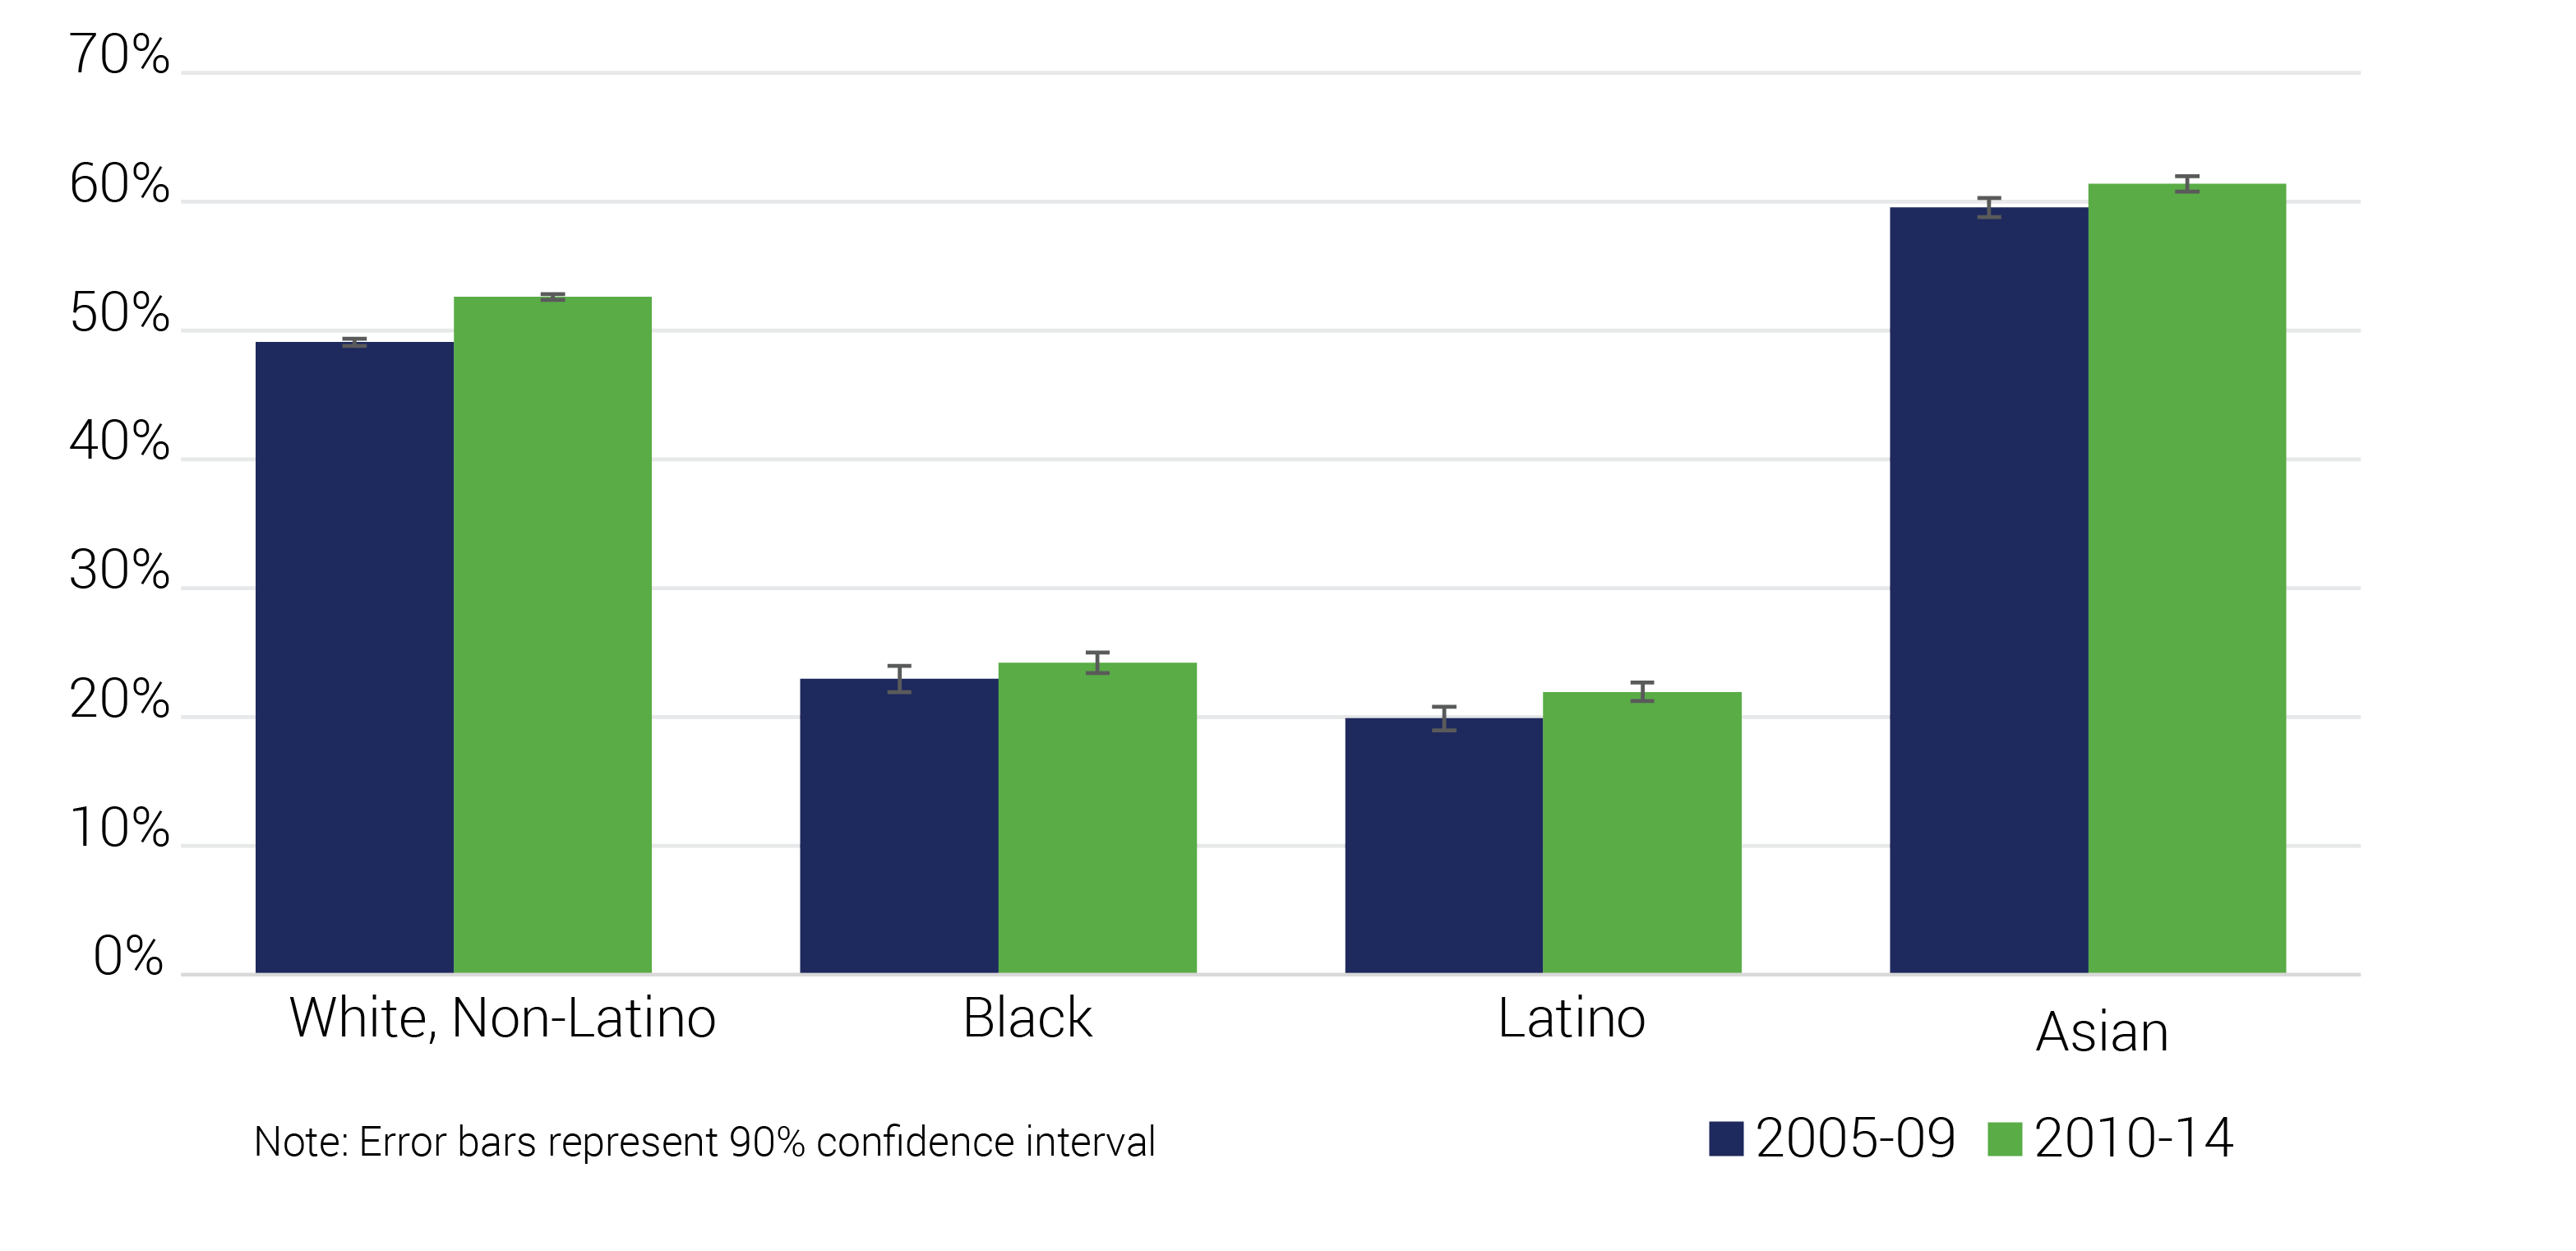 70%
60%
50%
40%
30%
20%
10%
0%
White, Non-Latino
Black
Latino
Asian
Note: Error bars represent 90% confidence interval
2005-09
2010-14